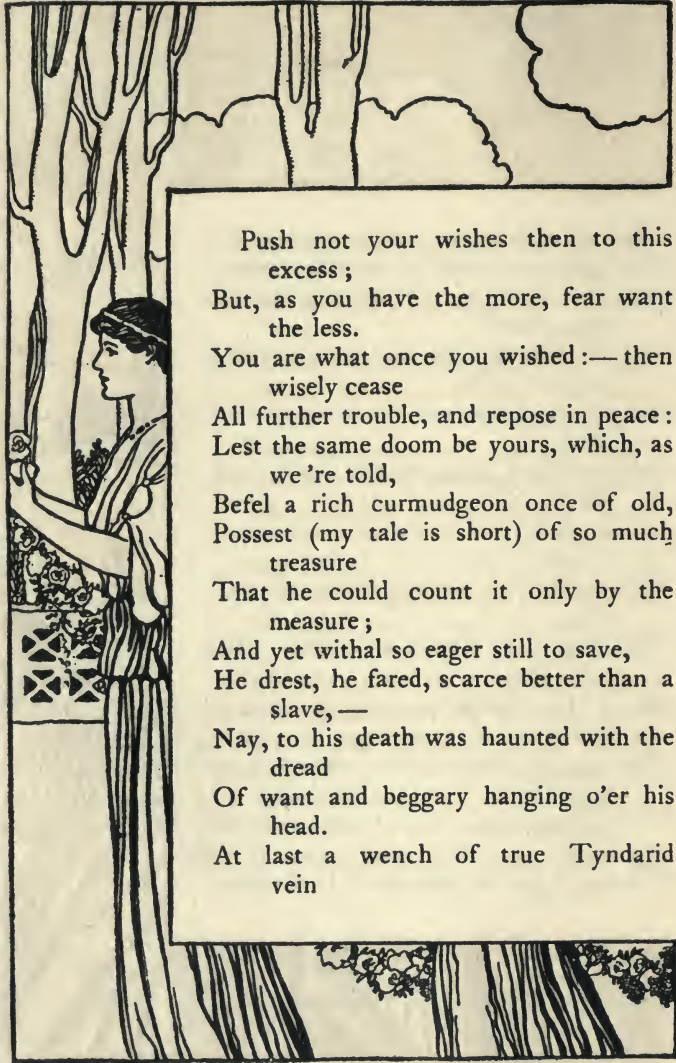 Push not your wishes then to this
excess ;
But, as you have the more, fear want
the less.
You are what once you wished :— then
wisely cease
All further trouble, and repose in peace :
Lest the same doom be yours, which, as
we 're told,
Befel a rich curmudgeon once of old,
Possest (my tale is short) of so much
treasure
That he could count it only by the
measure ;
And yet withal so eager still to save,
He drest, he fared, scarce better than a
slave, —
Nay, to his death was haunted with the
dread
Of want and beggary hanging o'er his
head.
At last a wench of true Tyndarid
vein